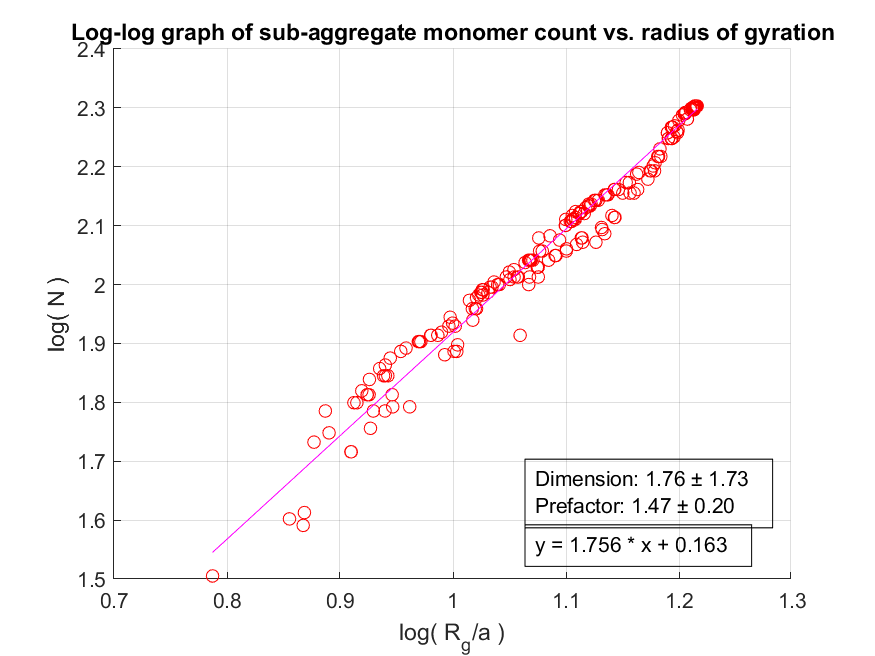 Log-log graph of sub-aggregate monomer count vs. radius of gyration
2.4
2.3
2.2
2.1
2
1.9
1.8
1.7
1.6
1.5
log( N )
Dimension: 1.76 ± 1.73
Prefactor: 1.47 ± 0.20
y = 1.756 * x + 0.163
0.7 0.8 0.9 1 1.1 1.2 1.3
log( R_g/a )